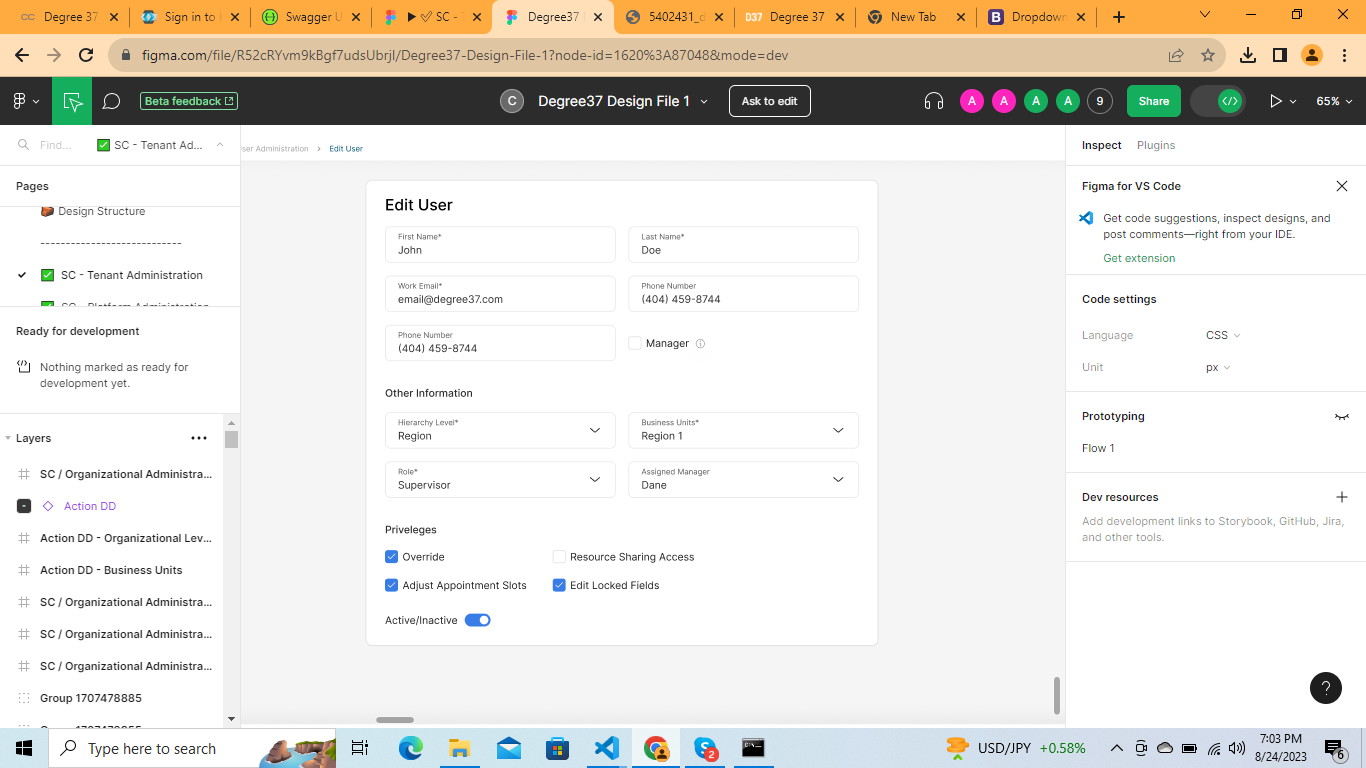 Degree 37
Sign in to
Swagger U
SC - T
Degree37
5402431_d
D37 Degree 37
New Tab
Dropdown
figma.com/file/R52cRYvm9kBgf7udsUbrjl/Degree37-Design-File-1?node-id=1620%3A87048&mode=dev
Beta feedback
C Degree37 Design File 1
Ask to edit
A A A A 9
Share
65%
Find...
SC - Tenant Ad...
Pages
Design Structure
----------------------------
SC - Tenant Administration
SC - Platform Administration
Ready for development
Nothing marked as ready for
development yet.
Layers
SC / Organizational Administra...
Action DD
Action DD - Organizational Lev...
Action DD - Business Units
SC / Organizational Administra...
SC / Organizational Administra...
SC / Organizational Administra...
Group 1707478885
ser Administration > Edit User
Edit User
First Name*
John
Last Name*
Doe
Work Email*
email@degree37.com
Phone Number
(404) 459-8744
Phone Number
(404) 459-8744
Manager
Other Information
Hierarchy Level*
Region
Business Units*
Region 1
Role*
Supervisor
Assigned Manager
Dane
Priveleges
Override
Resource Sharing Access
Adjust Appointment Slots
Edit Locked Fields
Active/Inactive
Inspect Plugins
Figma for VS Code
Get code suggestions, inspect designs, and
post comments—right from your IDE.
Get extension
Code settings
Language CSS
Unit px
Prototyping
Flow 1
Dev resources
Add development links to Storybook, GitHub, Jira,
and other tools.
?
Type here to search
2
USD/JPY +0.58%
7:03 PM
8/24/2023
6